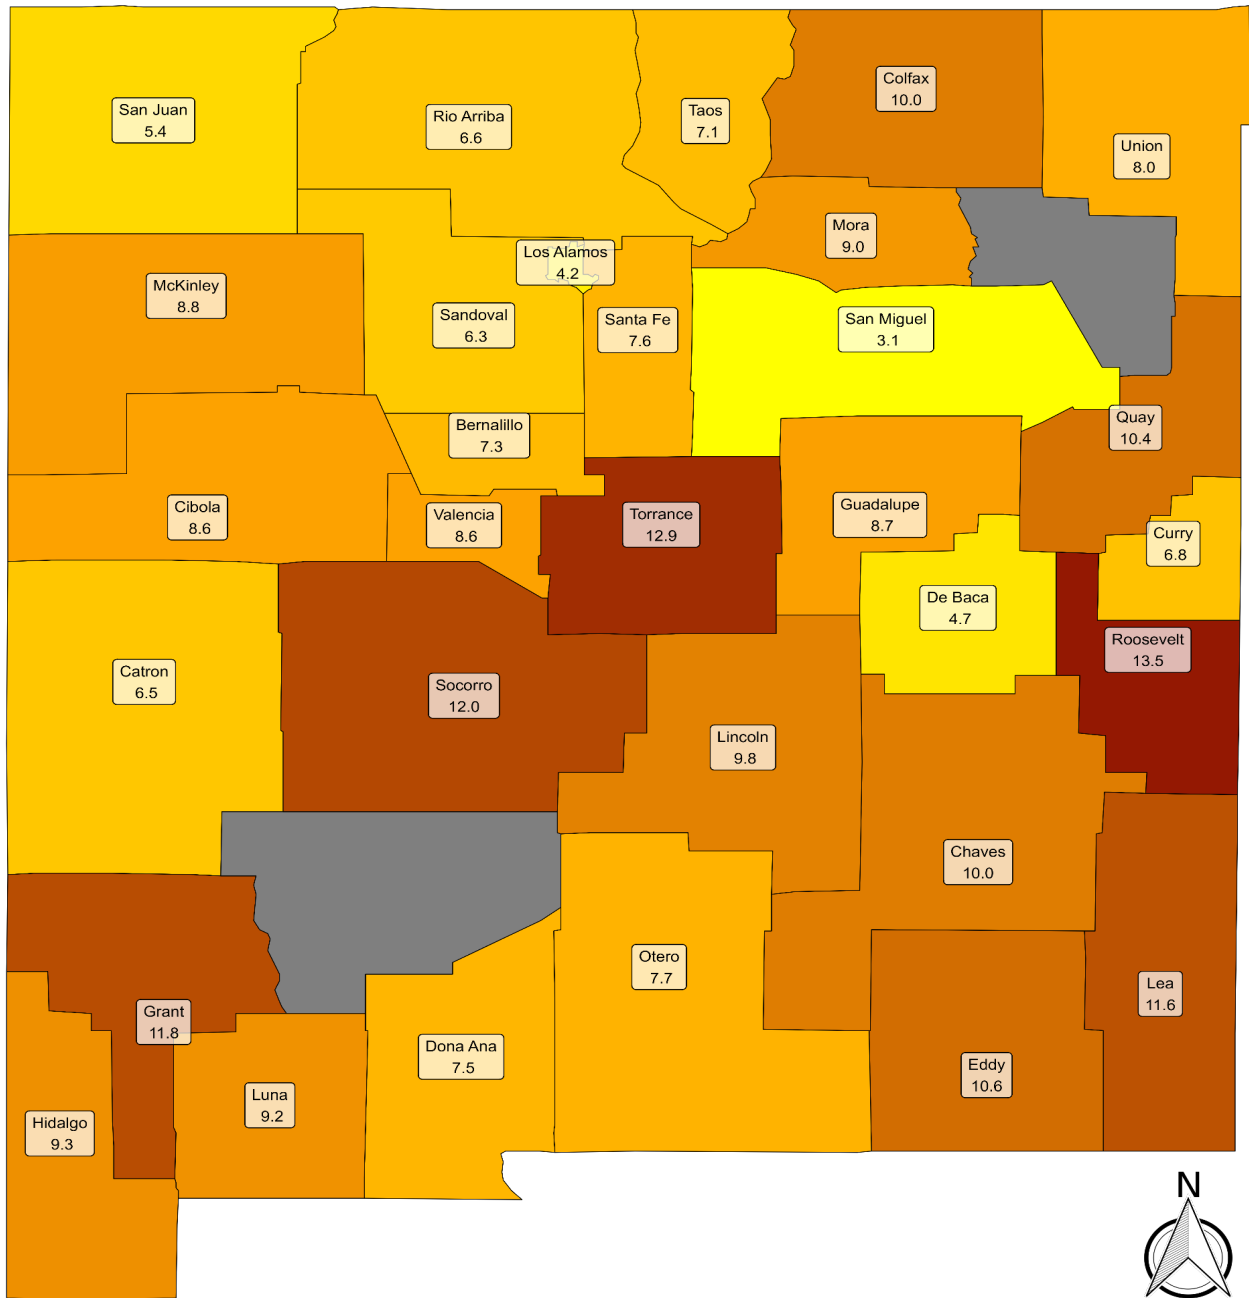 Colfax
10.0
San Juan
5.4
Rio Arriba
6.6
Taos
7.1
Union
8.0
Mora
9.0
Los Alamos
4.2
McKinley
8.8
Sandoval
6.3
Santa Fe
7.6
San Miguel
3.1
Quay
10.4
Bernalillo
7.3
Cibola
8.6
Valencia
8.6
Torrance
12.9
Guadalupe
8.7
Curry
6.8
De Baca
4.7
Roosevelt
13.5
Catron
6.5
Socorro
12.0
Lincoln
9.8
Chaves
10.0
Otero
7.7
Lea
11.6
Grant
11.8
Dona Ana
7.5
Eddy
10.6
Luna
9.2
Hidalgo
9.3
N